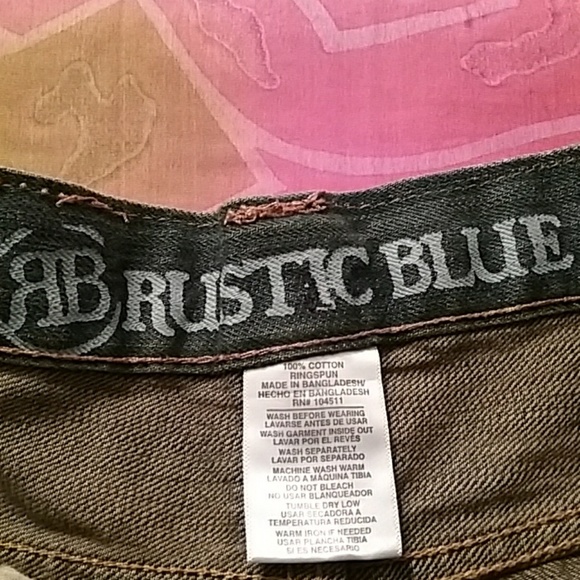 RB RUSTIC BLUE
100% COTTON
RINGSPUN
MADE IN BANGLADESH/
HECHO EN BANGLADESH
RN# 104511
WASH BEFORE WEARING
LAVARSE ANTES DE USAR
WASH GARMENT INSIDE OUT
LAVAR POR EL REVÉS
WASH SEPARATELY
LAVAR POR SEPARADO
MACHINE WASH WARM
LAVADO A MÁQUINA TIBIA
DO NOT BLEACH
NO USAR BLANQUEADOR
TUMBLE DRY LOW
USAR SECADORA A
TEMPERATURA REDUCIDA
WARM IRON IF NEEDED
USAR PLANCHA TIBIA
SI ES NECESARIO